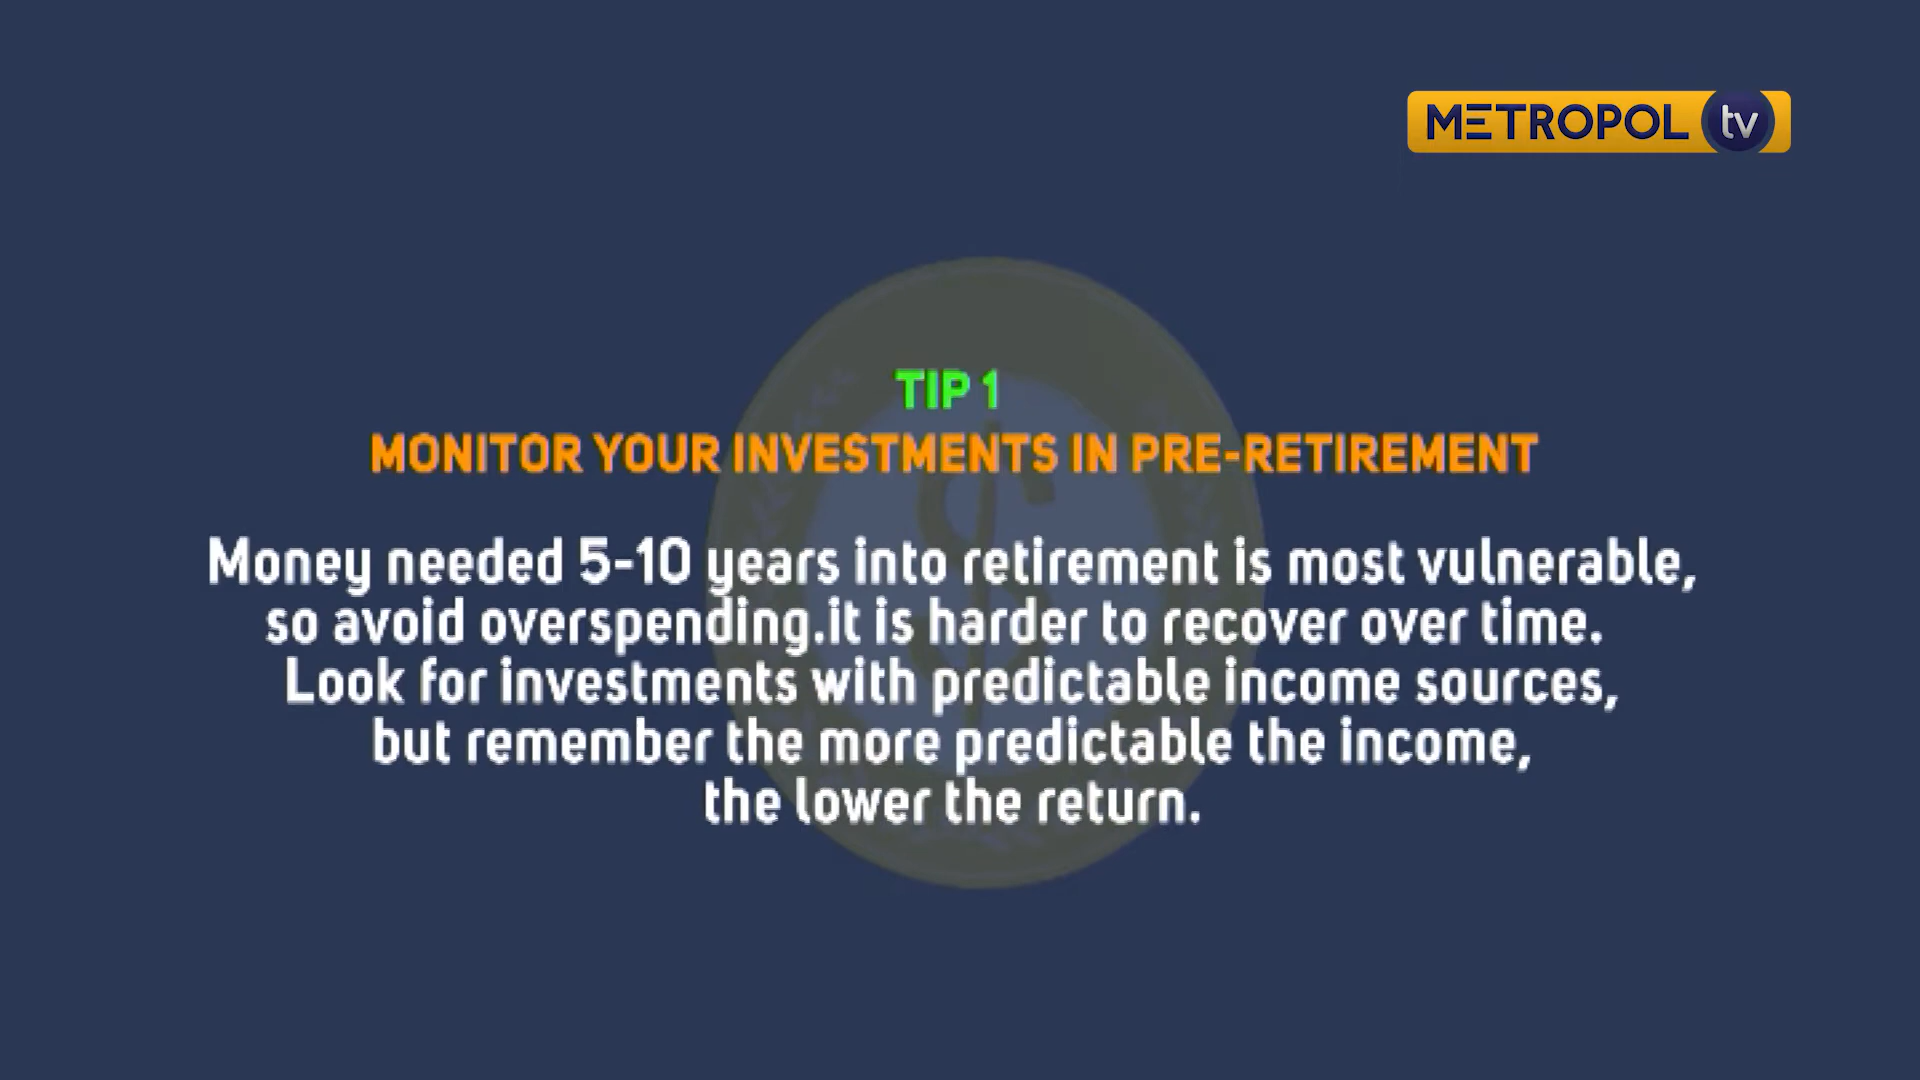 METROPOL tv
TIP 1
MONITOR YOUR INVESTMENTS IN PRE-RETIREMENT
Money needed 5-10 years into retirement is most vulnerable,
so avoid overspending.it is harder to recover over time.
Look for investments with predictable income sources,
but remember the more predictable the income,
the lower the return.